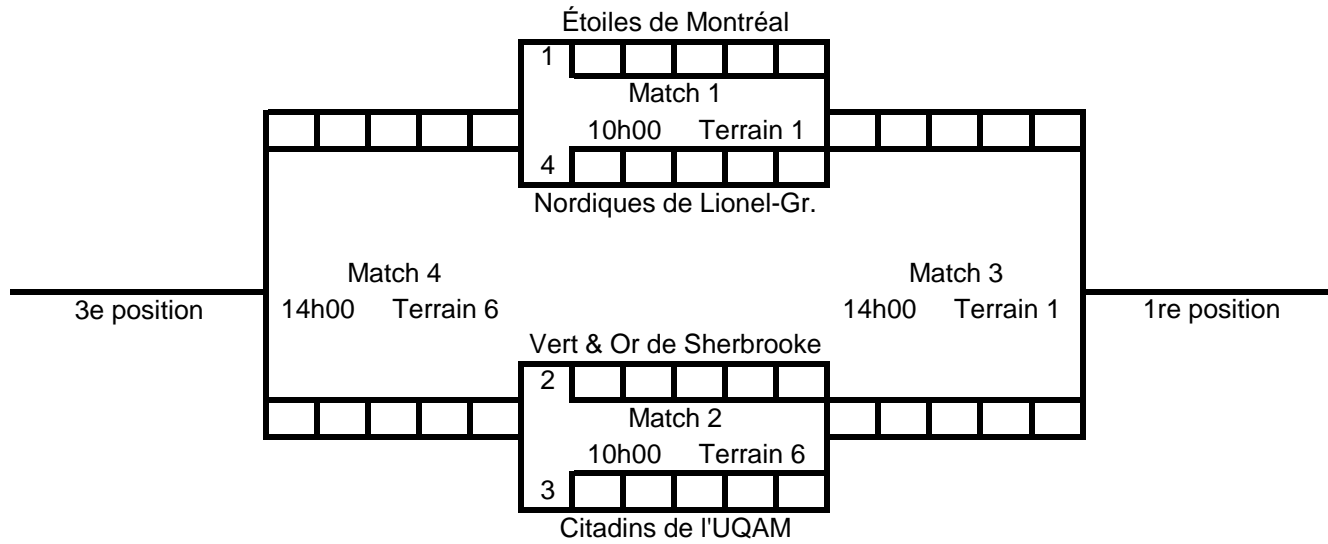 Étoiles de Montréal
1
Match 1
10h00 Terrain 1
4
Nordiques de Lionel-Gr.
Match 4
14h00 Terrain 6
3e position
Match 3
14h00 Terrain 1
1re position
Vert & Or de Sherbrooke
2
Match 2
10h00 Terrain 6
3
Citadins de l'UQAM